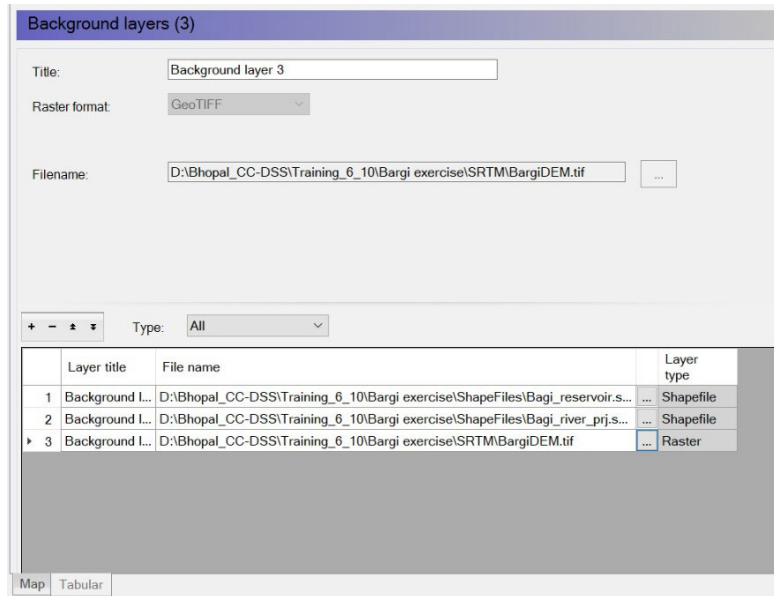 Background layers (3)
Title: Background layer 3
Raster format: GeoTIFF
Filename: D:\Bhopal_CC-DSS\Training_6_10\Bargi exercise\SRTM\BargiDEM.tif ...
+ - Type: All
Layer title File name Layer type
1 Background l... D:\Bhopal_CC-DSS\Training_6_10\Bargi exercise\ShapeFiles\Bagi_reservoir.s... ... Shapefile
2 Background l... D:\Bhopal_CC-DSS\Training_6_10\Bargi exercise\ShapeFiles\Bagi_river_prj.s... ... Shapefile
3 Background l... D:\Bhopal_CC-DSS\Training_6_10\Bargi exercise\SRTM\BargiDEM.tif ... Raster
Map Tabular